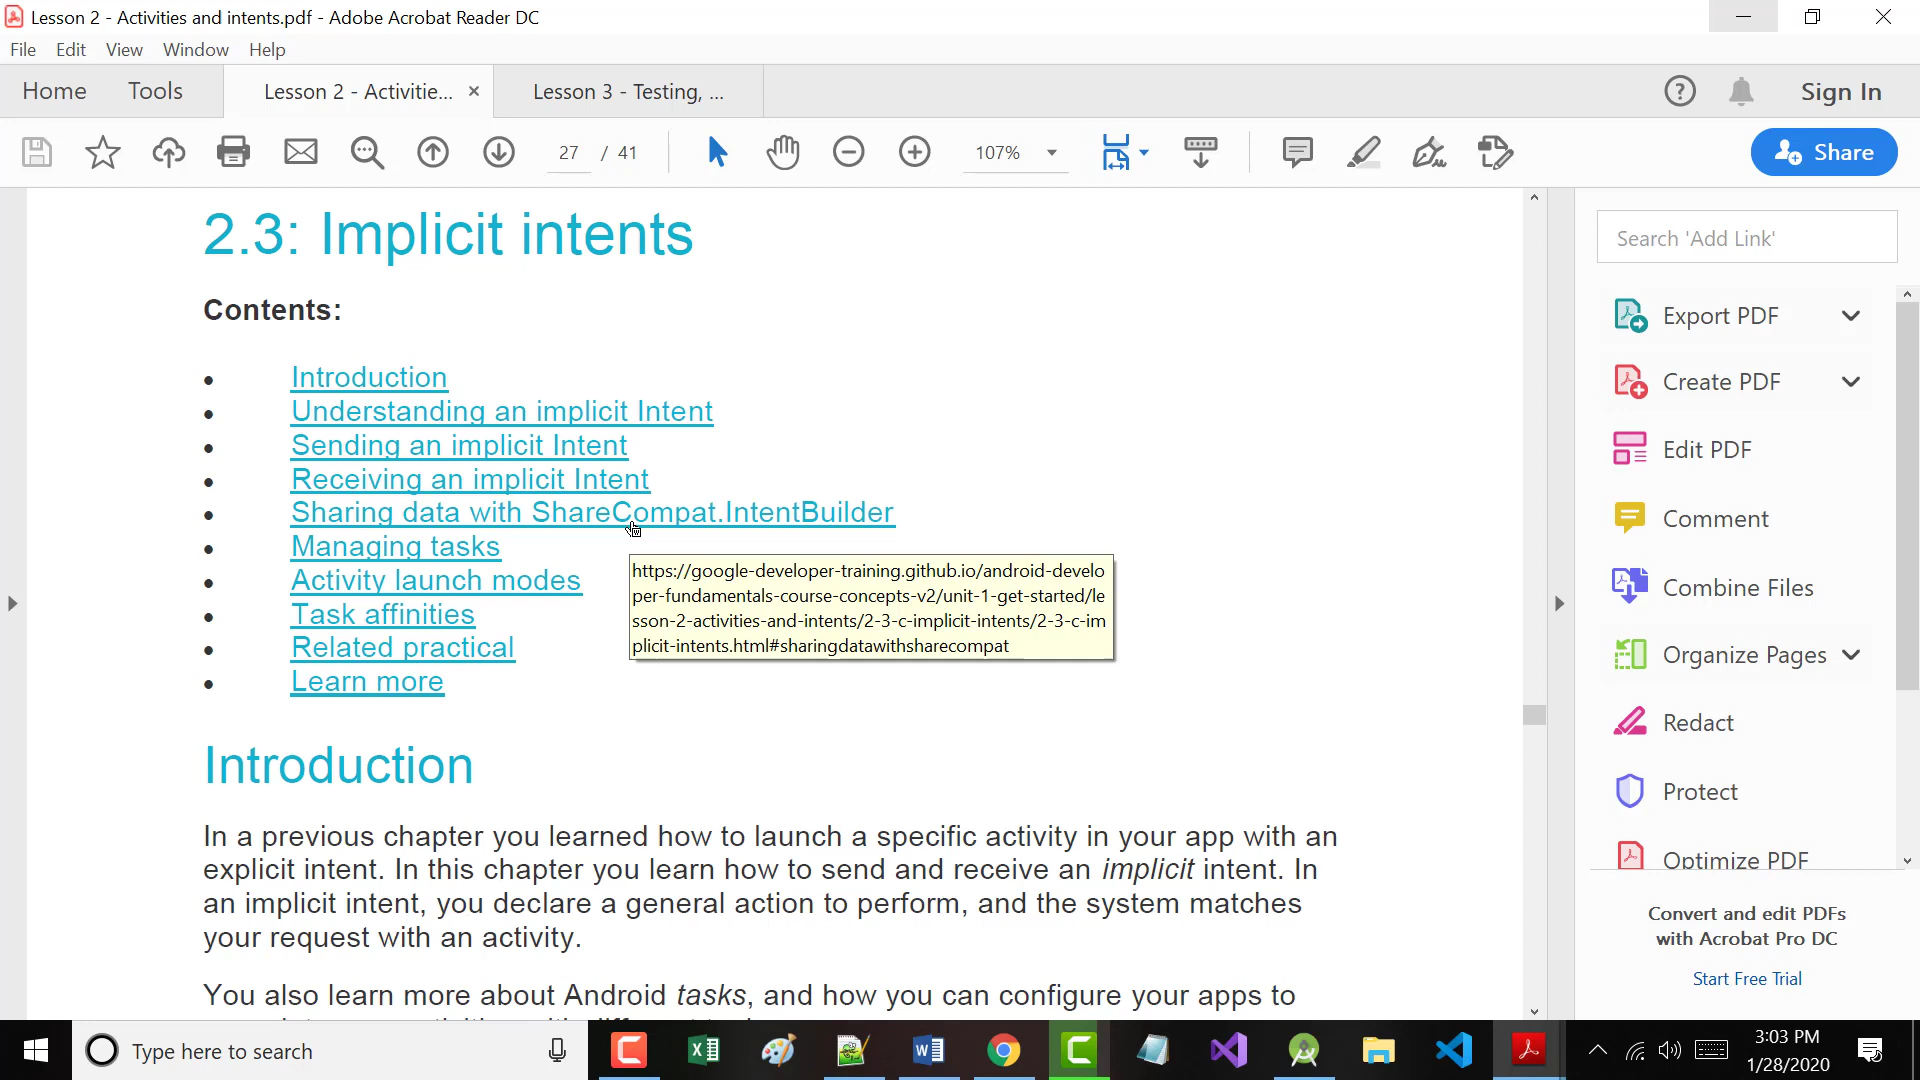 Lesson 2 - Activities and intents.pdf - Adobe Acrobat Reader DC
File Edit View Window Help
Home Tools Lesson 2 - Activitie... × Lesson 3 - Testing, ... Sign In
27 / 41 107% Share
2.3: Implicit intents
Search 'Add Link'
Contents:
• Introduction
• Understanding an implicit Intent
• Sending an implicit Intent
• Receiving an implicit Intent
• Sharing data with ShareCompat.IntentBuilder
• Managing tasks
• Activity launch modes
• Task affinities
• Related practical
• Learn more
https://google-developer-training.github.io/android-develo
per-fundamentals-course-concepts-v2/unit-1-get-started/le
sson-2-activities-and-intents/2-3-c-implicit-intents/2-3-c-im
plicit-intents.html#sharingdatawithsharecompat
Introduction
In a previous chapter you learned how to launch a specific activity in your app with an
explicit intent. In this chapter you learn how to send and receive an implicit intent. In
an implicit intent, you declare a general action to perform, and the system matches
your request with an activity.
You also learn more about Android tasks, and how you can configure your apps to
Export PDF
Create PDF
Edit PDF
Comment
Combine Files
Organize Pages
Redact
Protect
Optimize PDF
Convert and edit PDFs
with Acrobat Pro DC
Start Free Trial
Type here to search
3:03 PM
1/28/2020